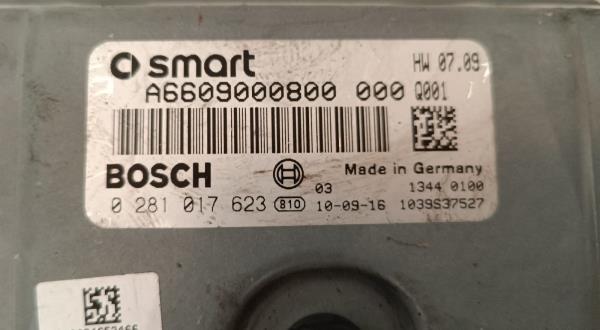 smart HW 07.09
A6609000800 000 Q001
BOSCH Made in Germany
03 1344 0100
0 281 017 623 810 10-09-16 1039S37527